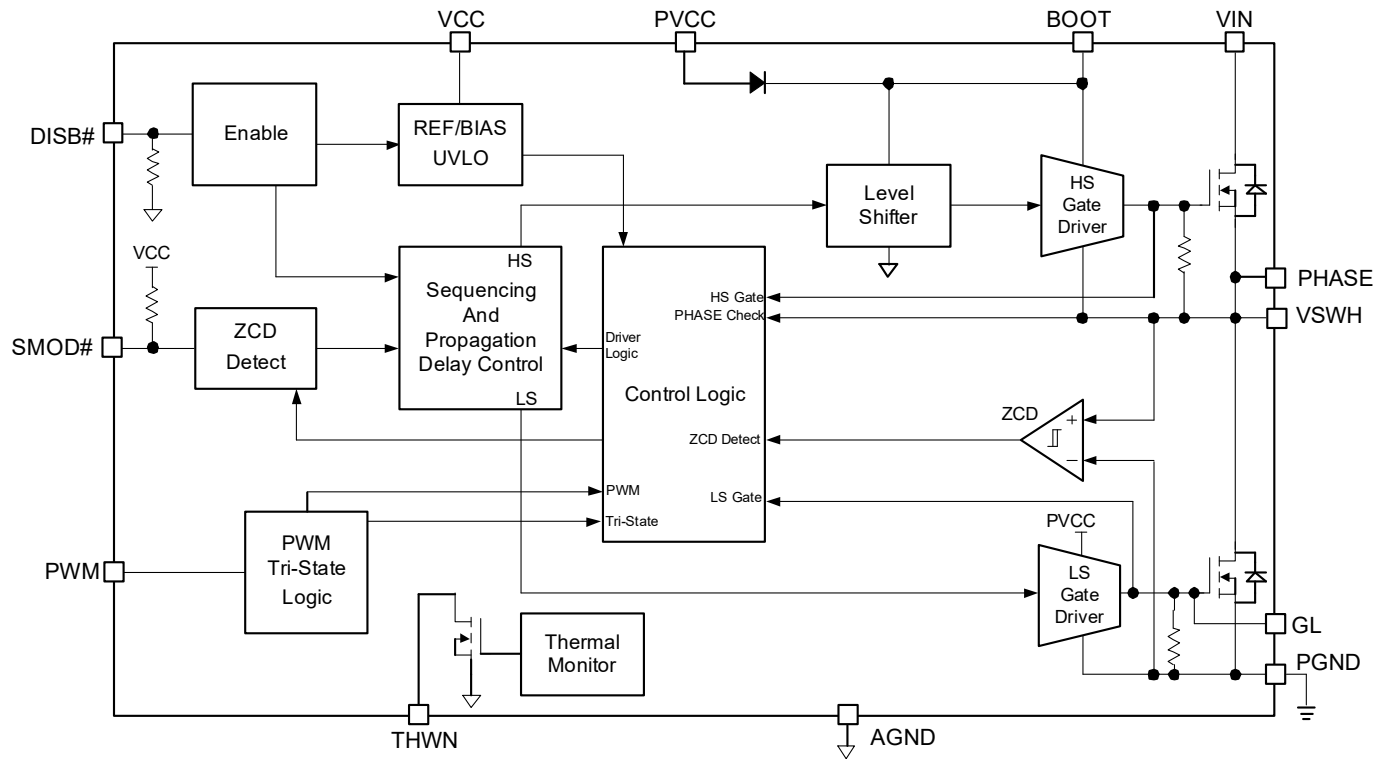 VCC
PVCC
BOOT
VIN
DISB#
Enable
REF/BIAS
UVLO
Level
Shifter
HS
Gate
Driver
VCC
HS
Sequencing
And
Propagation
Delay Control
LS
HS Gate
PHASE Check
PHASE
VSWH
SMOD#
ZCD
Detect
Driver
Logic
Control Logic
ZCD
+
−
ZCD Detect
PWM
LS Gate
Tri-State
PVCC
PWM
PWM
Tri-State
Logic
LS
Gate
Driver
GL
Thermal
Monitor
PGND
THWN
AGND